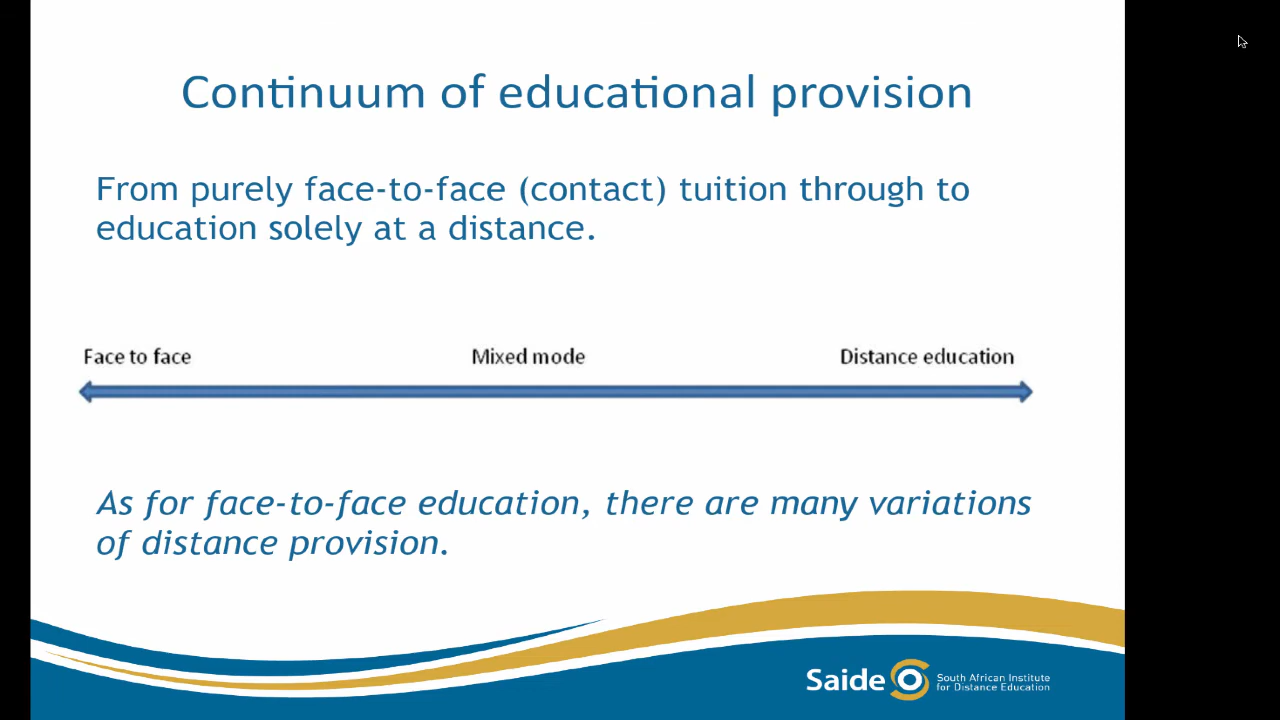 Continuum of educational provision
From purely face-to-face (contact) tuition through to
education solely at a distance.
Face to face
Mixed mode
Distance education
As for face-to-face education, there are many variations
of distance provision.
Saide
South African Institute
for Distance Education